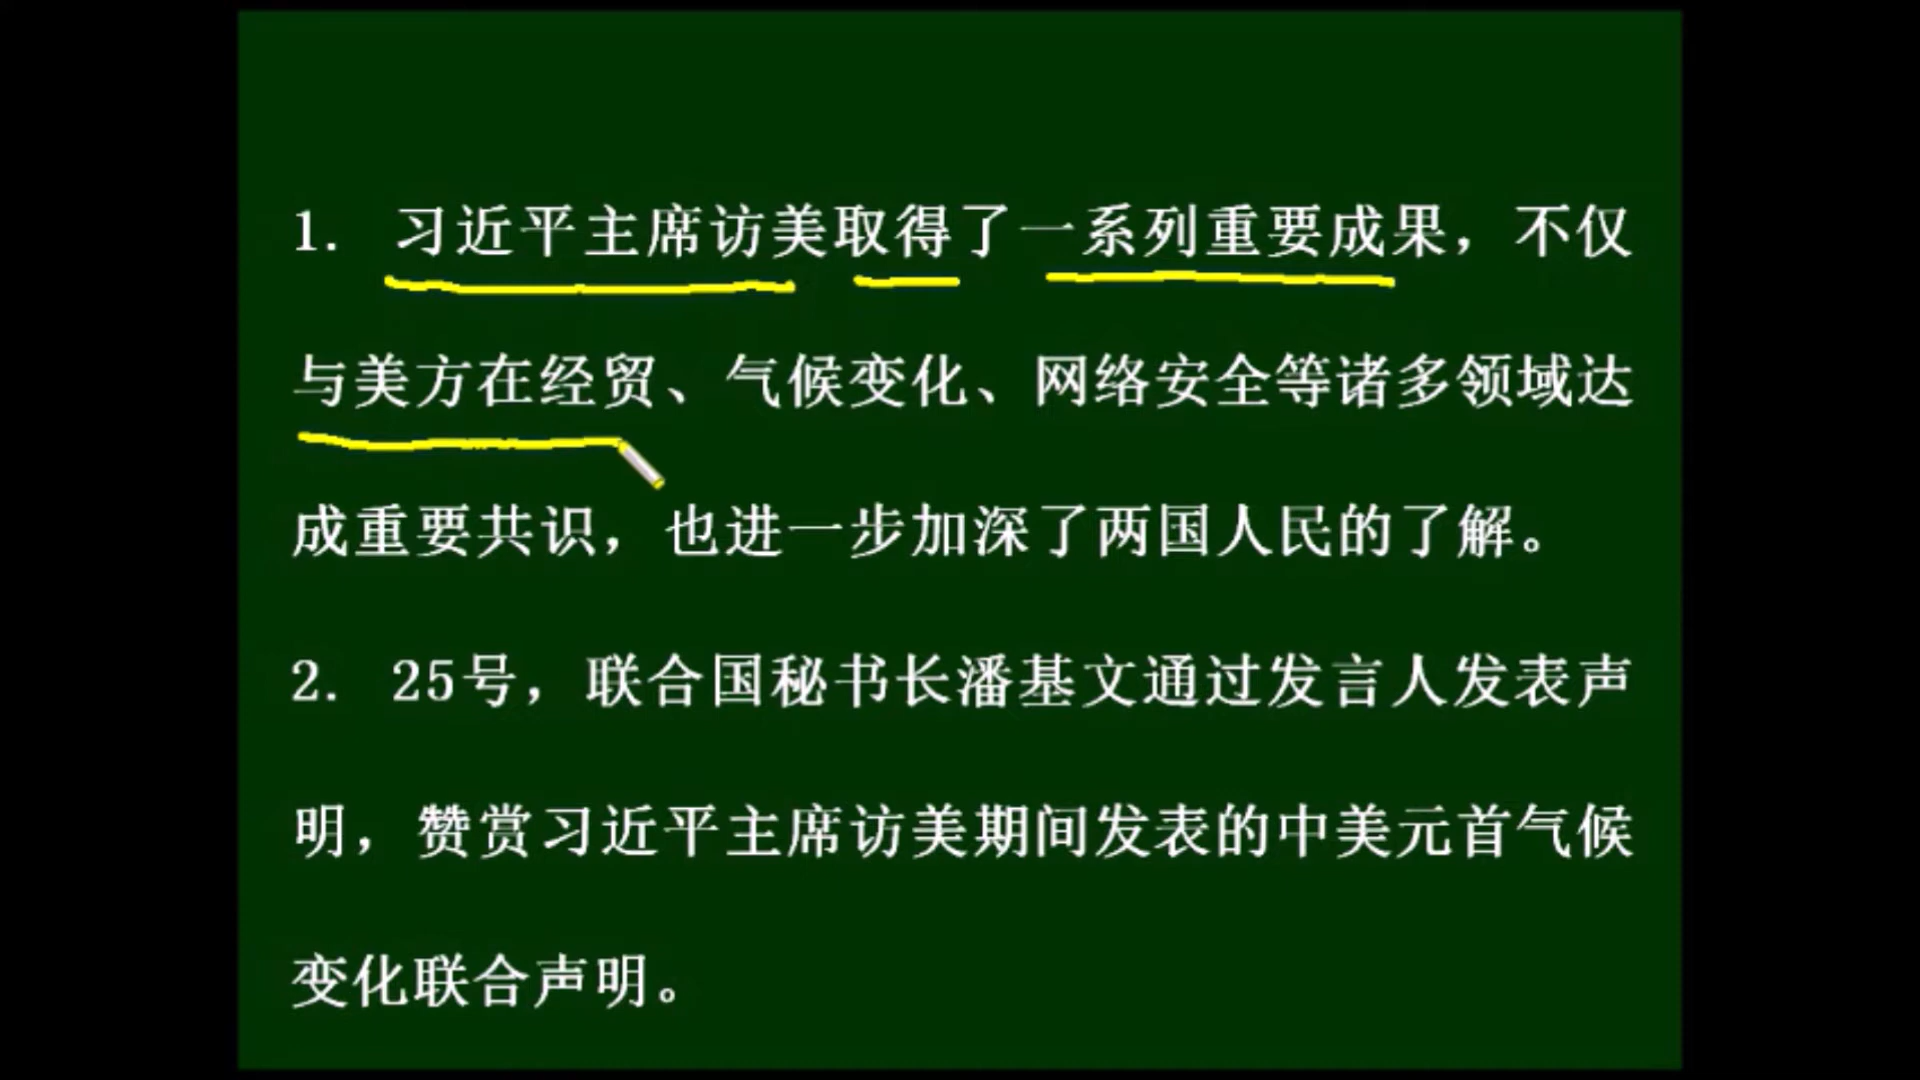 1. 习近平主席访美取得了一系列重要成果，不仅
与美方在经贸、气候变化、网络安全等诸多领域达
成重要共识，也进一步加深了两国人民的了解。
2. 25号，联合国秘书长潘基文通过发言人发表声
明，赞赏习近平主席访美期间发表的中美元首气候
变化联合声明。